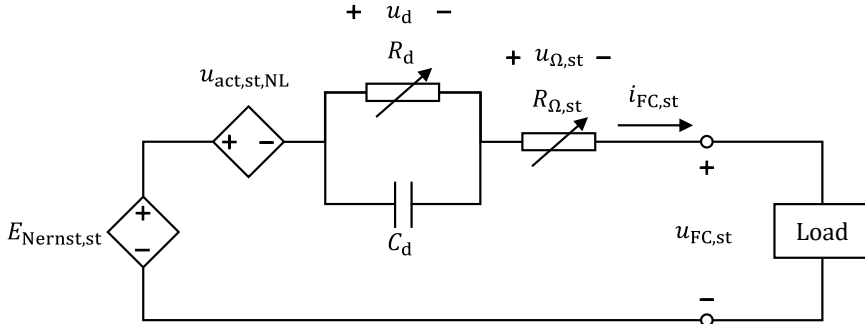 + u_d −
R_d
+ u_Ω,st −
u_act,st,NL
R_Ω,st
i_FC,st
+ −
+
+
−
E_Nernst,st
C_d
u_FC,st
Load
−